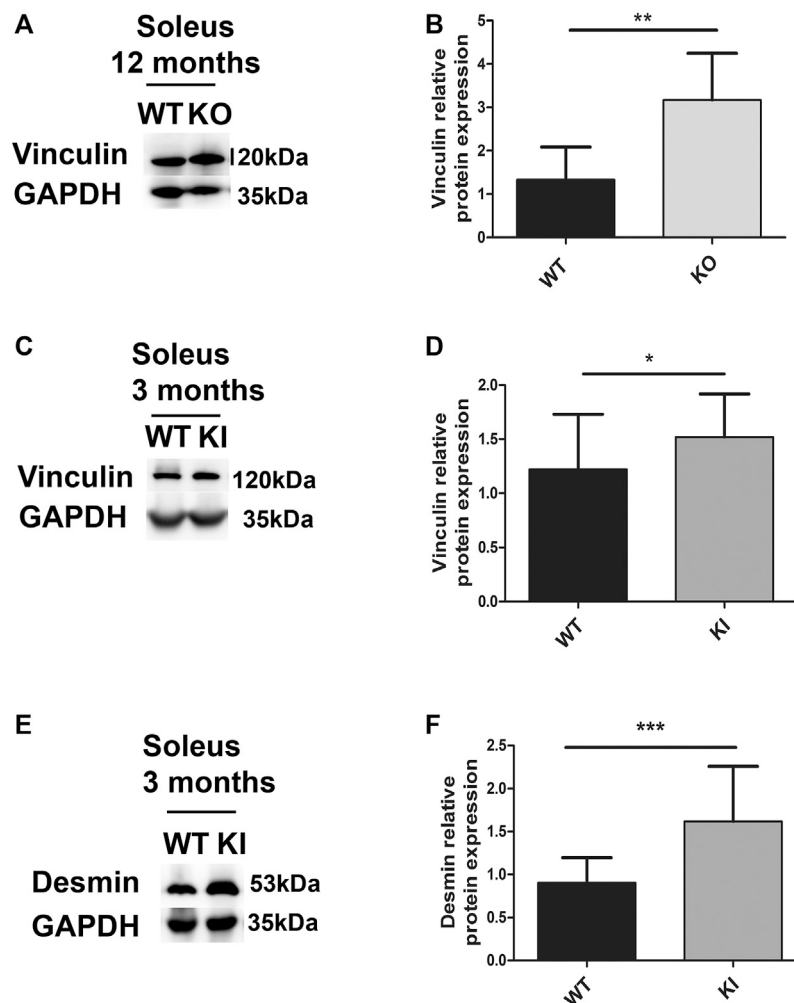 A
Soleus
12 months
WT KO
Vinculin
120kDa
GAPDH
35kDa
B
**
Vinculin relative
protein expression
5
4
3
2
1
0
WT
KO
C
Soleus
3 months
WT KI
Vinculin
120kDa
GAPDH
35kDa
D
*
Vinculin relative
protein expression
2.0
1.5
1.0
0.5
0.0
WT
KI
E
Soleus
3 months
WT KI
Desmin
53kDa
GAPDH
35kDa
F
***
Desmin relative
protein expression
2.5
2.0
1.5
1.0
0.5
0.0
WT
KI